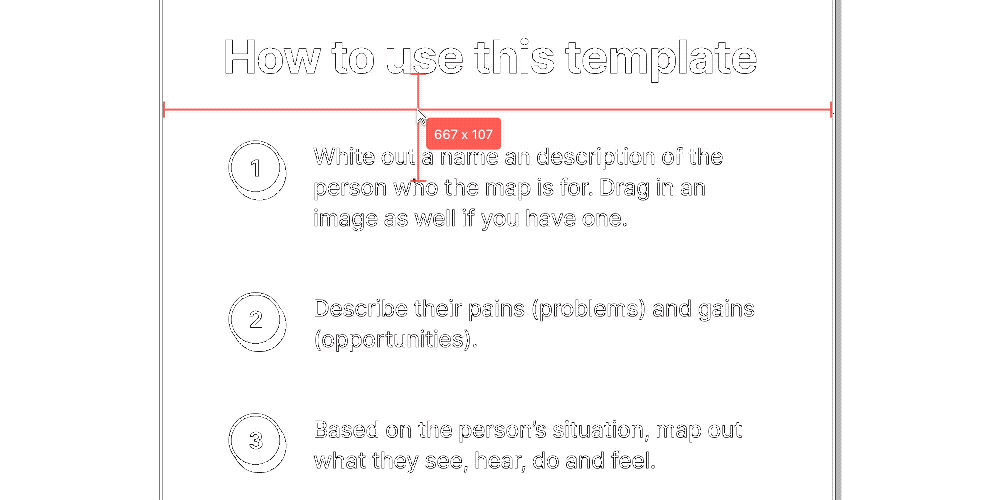 How to use this template
667 x 107
1
White out a name an description of the
person who the map is for. Drag in an
image as well if you have one.
2
Describe their pains (problems) and gains
(opportunities).
3
Based on the person's situation, map out
what they see, hear, do and feel.